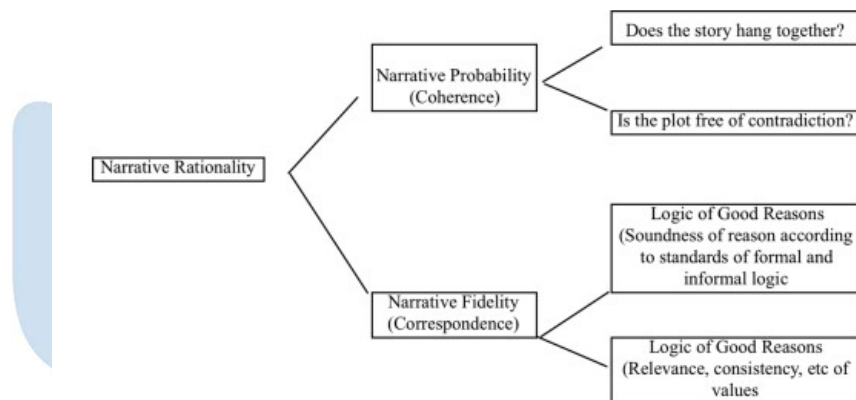 Narrative Rationality
Narrative Probability
(Coherence)
Does the story hang together?
Is the plot free of contradiction?
Narrative Fidelity
(Correspondence)
Logic of Good Reasons
(Soundness of reason according
to standards of formal and
informal logic
Logic of Good Reasons
(Relevance, consistency, etc of
values